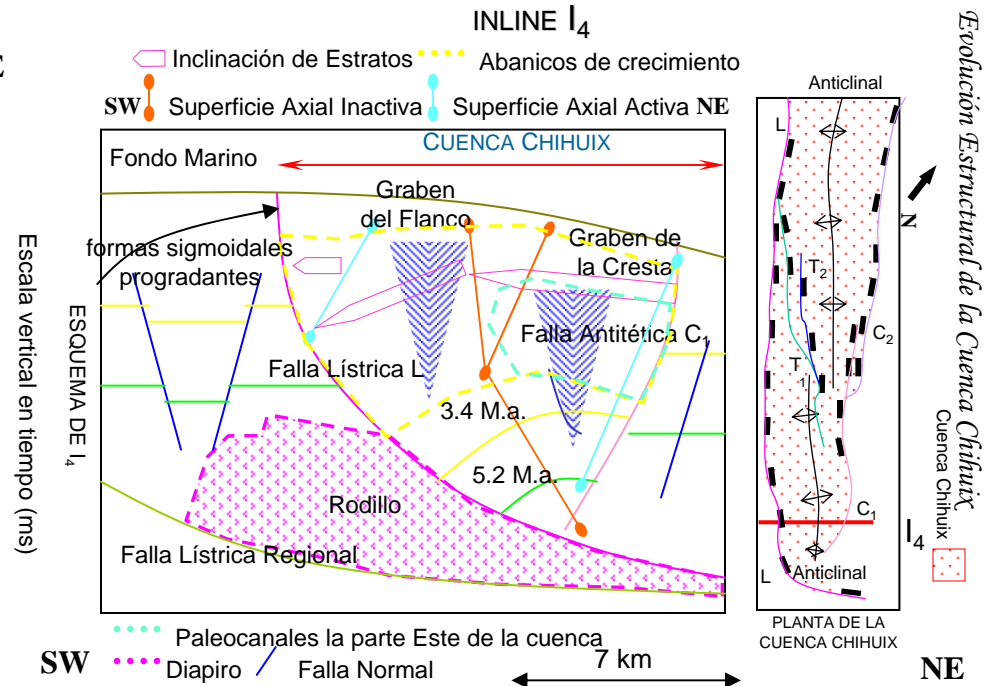 INLINE I4
E
Inclinación de Estratos
Abanicos de crecimiento
SW
Superficie Axial Inactiva
Superficie Axial Activa
NE
CUENCA CHIHUIX
Fondo Marino
Graben
del Flanco
formas sigmoidales
progradantes
Graben de
la Cresta
Falla Antitética C1
Falla Lístrica L
3.4 M.a.
5.2 M.a.
Rodillo
Falla Lístrica Regional
Escala vertical en tiempo (ms)
ESQUEMA DE I4
Paleocanales la parte Este de la cuenca
SW
Diapiro
Falla Normal
7 km
NE
Anticlinal
L
T2
C2
T1
C1
I4
L
Anticlinal
PLANTA DE LA
CUENCA CHIHUIX
N
Cuenca Chihuix
Evolución Estructural de la Cuenca Chihuix